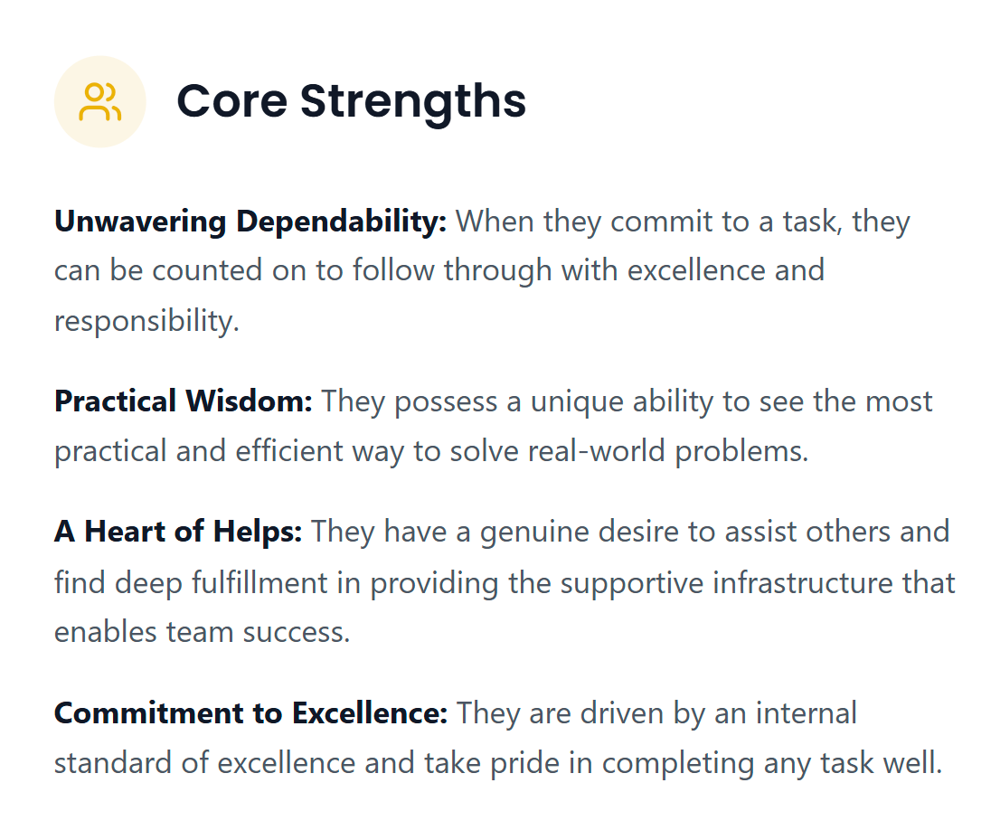 Core Strengths
Unwavering Dependability: When they commit to a task, they
can be counted on to follow through with excellence and
responsibility.
Practical Wisdom: They possess a unique ability to see the most
practical and efficient way to solve real-world problems.
A Heart of Helps: They have a genuine desire to assist others and
find deep fulfillment in providing the supportive infrastructure that
enables team success.
Commitment to Excellence: They are driven by an internal
standard of excellence and take pride in completing any task well.